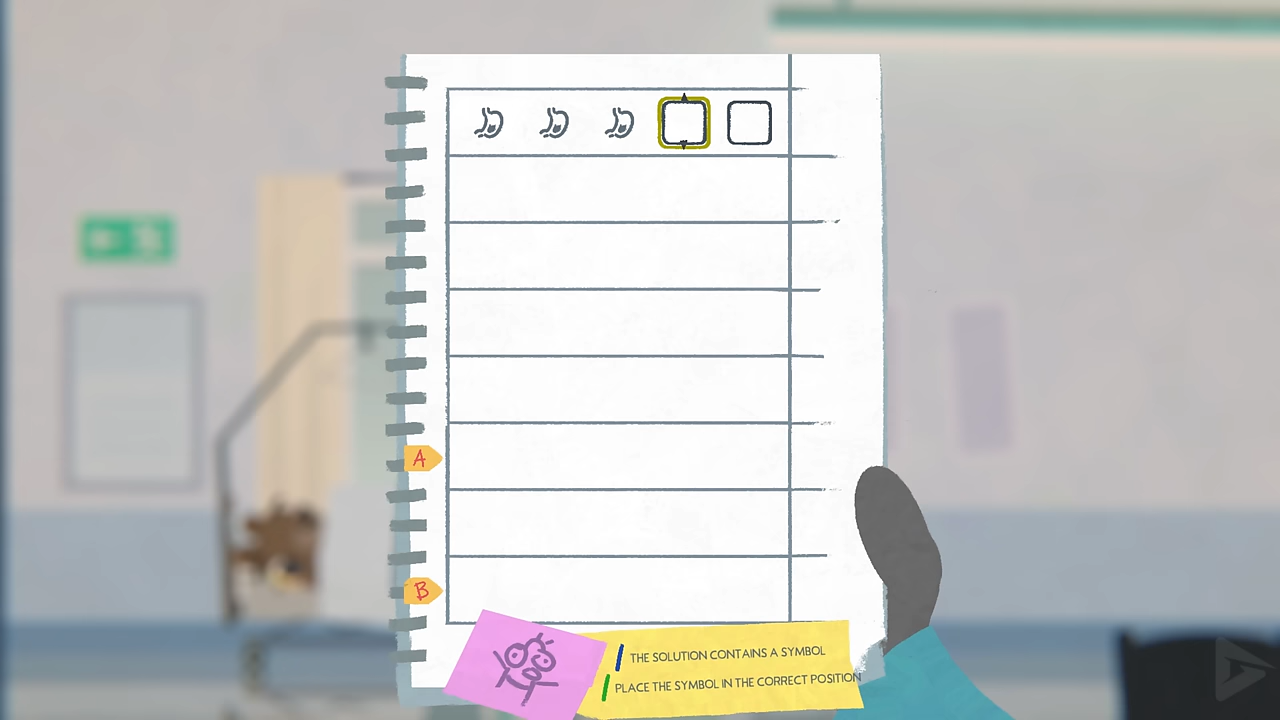 A
B
THE SOLUTION CONTAINS A SYMBOL
PLACE THE SYMBOL IN THE CORRECT POSITION